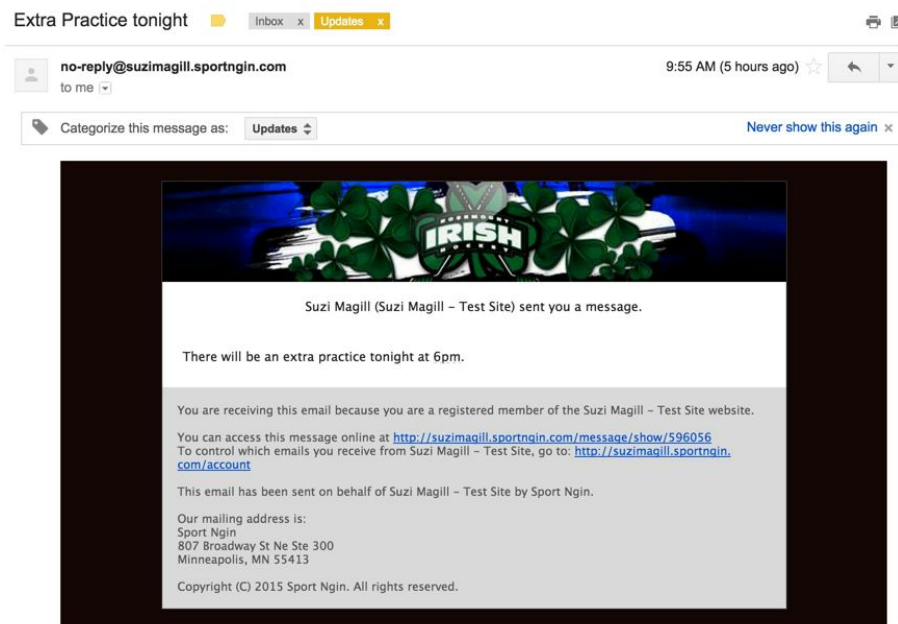 Extra Practice tonight
Inbox x Updates x
no-reply@suzimagill.sportngin.com
9:55 AM (5 hours ago)
to me
Categorize this message as: Updates
Never show this again x
ROSEMOUNT
IRISH
HOCKEY
Suzi Magill (Suzi Magill - Test Site) sent you a message.
There will be an extra practice tonight at 6pm.
You are receiving this email because you are a registered member of the Suzi Magill - Test Site website.
You can access this message online at http://suzimagill.sportngin.com/message/show/596056
To control which emails you receive from Suzi Magill - Test Site, go to: http://suzimagill.sportngin.
com/account
This email has been sent on behalf of Suzi Magill - Test Site by Sport Ngin.
Our mailing address is:
Sport Ngin
807 Broadway St Ne Ste 300
Minneapolis, MN 55413
Copyright (C) 2015 Sport Ngin. All rights reserved.